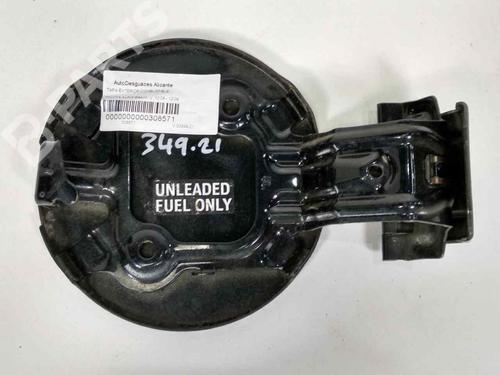 AutoDesguaces Alicante
0000000000308571
349.21
UNLEADED
FUEL ONLY
B-PARTS